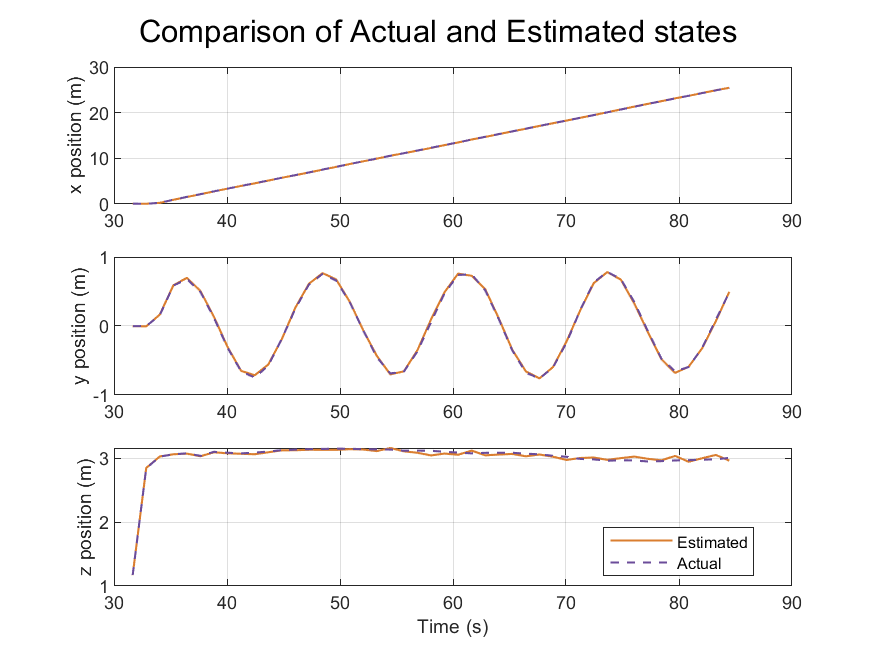 Comparison of Actual and Estimated states
30
20
10
0
x position (m)
30 40 50 60 70 80 90
1
0
-1
y position (m)
30 40 50 60 70 80 90
3
2
1
z position (m)
Estimated
Actual
30 40 50 60 70 80 90
Time (s)